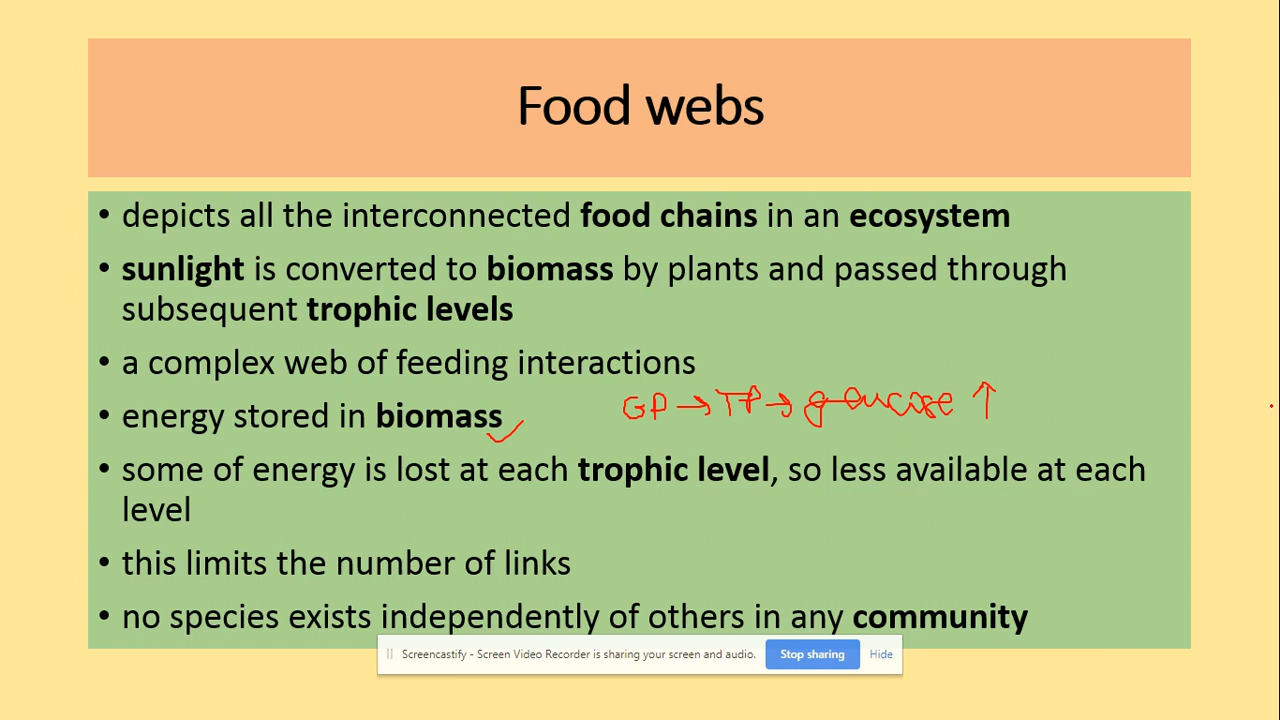 Food webs
• depicts all the interconnected food chains in an ecosystem
• sunlight is converted to biomass by plants and passed through
subsequent trophic levels
• a complex web of feeding interactions
GP → TP → glucose ↑
• energy stored in biomass
• some of energy is lost at each trophic level, so less available at each
level
• this limits the number of links
• no species exists independently of others in any community
Screencastify - Screen Video Recorder is sharing your screen and audio. Stop sharing Hide